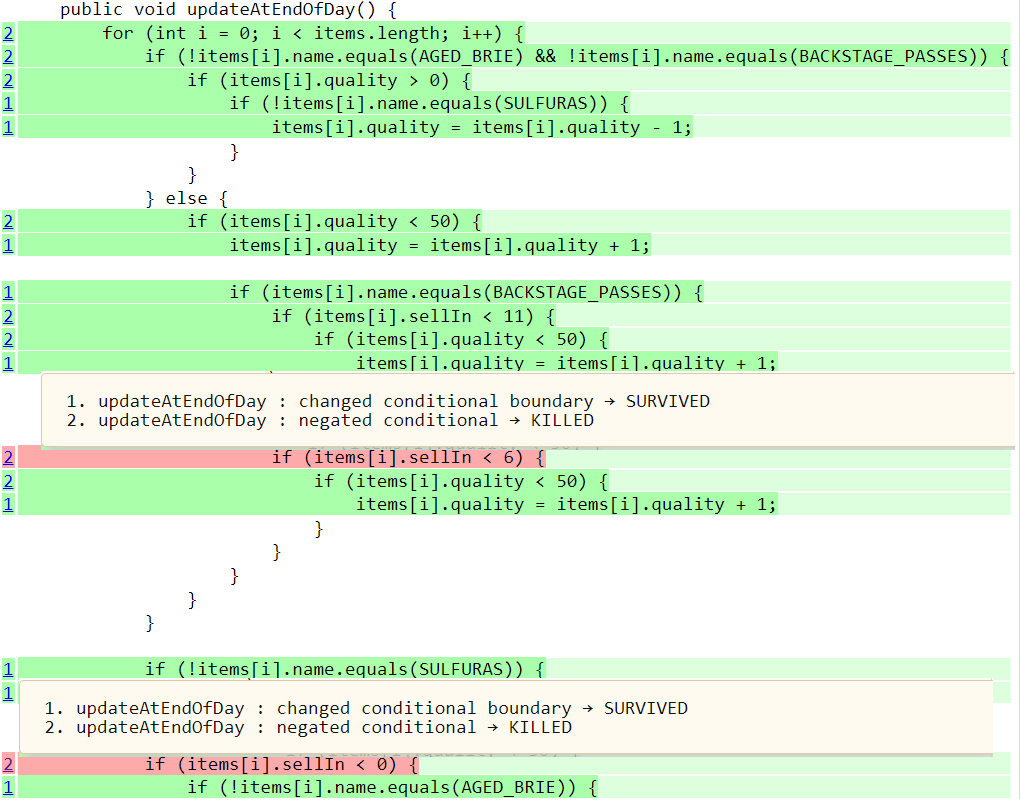 public void updateAtEndOfDay() {
2 for (int i = 0; i < items.length; i++) {
2 if (!items[i].name.equals(AGED_BRIE) && !items[i].name.equals(BACKSTAGE_PASSES)) {
2 if (items[i].quality > 0) {
1 if (!items[i].name.equals(SULFURAS)) {
1 items[i].quality = items[i].quality - 1;
}
}
} else {
2 if (items[i].quality < 50) {
1 items[i].quality = items[i].quality + 1;
1 if (items[i].name.equals(BACKSTAGE_PASSES)) {
2 if (items[i].sellIn < 11) {
2 if (items[i].quality < 50) {
1 items[i].quality = items[i].quality + 1;
1. updateAtEndOfDay : changed conditional boundary → SURVIVED
2. updateAtEndOfDay : negated conditional → KILLED
2 if (items[i].sellIn < 6) {
2 if (items[i].quality < 50) {
1 items[i].quality = items[i].quality + 1;
}
}
}
}
}
1 if (!items[i].name.equals(SULFURAS)) {
1
1. updateAtEndOfDay : changed conditional boundary → SURVIVED
2. updateAtEndOfDay : negated conditional → KILLED
2 if (items[i].sellIn < 0) {
1 if (!items[i].name.equals(AGED_BRIE)) {